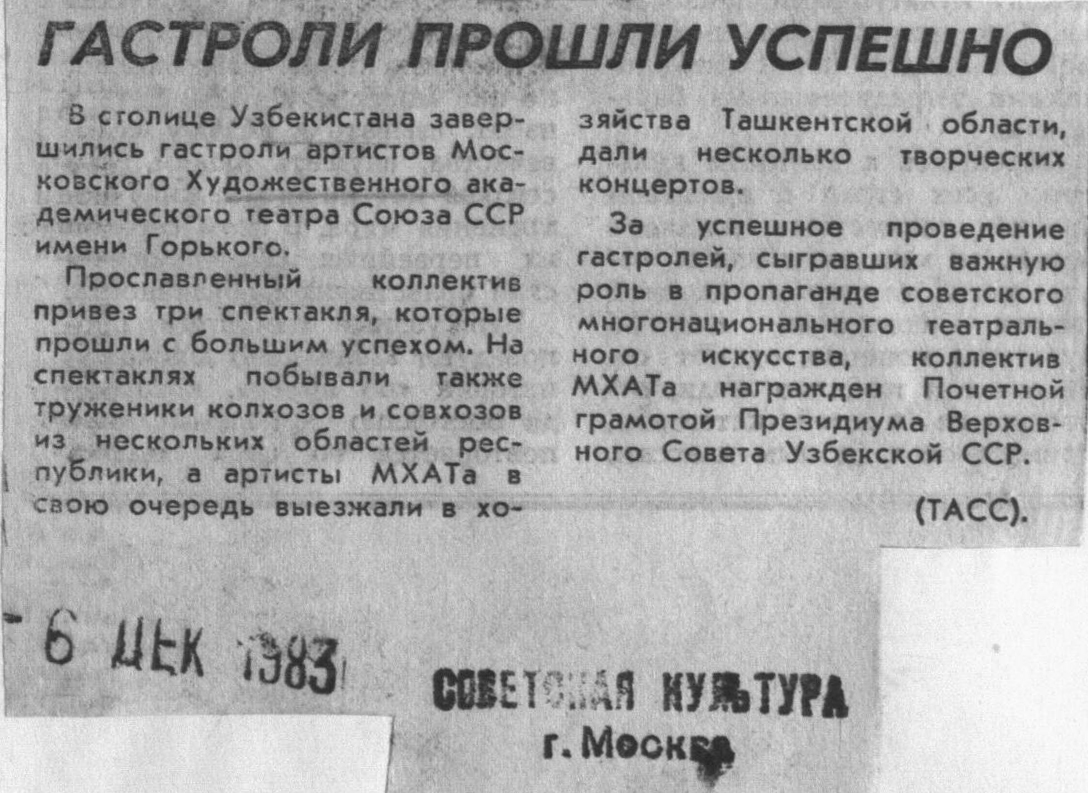 ГАСТРОЛИ ПРОШЛИ УСПЕШНО
В столице Узбекистана завер-
шились гастроли артистов Мос-
ковского Художественного ака-
демического театра Союза ССР
имени Горького.
Прославленный коллектив
привез три спектакля, которые
прошли с большим успехом. На
спектаклях побывали также
труженики колхозов и совхозов
из нескольких областей рес-
публики, а артисты МХАТа в
свою очередь выезжали в хо-
зяйства Ташкентской области,
дали несколько творческих
концертов.
За успешное проведение
гастролей, сыгравших важную
роль в пропаганде советского
многонационального театраль-
ного искусства, коллектив
МХАТа награжден Почетной
грамотой Президиума Верхов-
ного Совета Узбекской ССР.
(ТАСС).
- 6 ДЕК 1983
СОВЕТСКАЯ КУЛЬТУРА
г. Москва